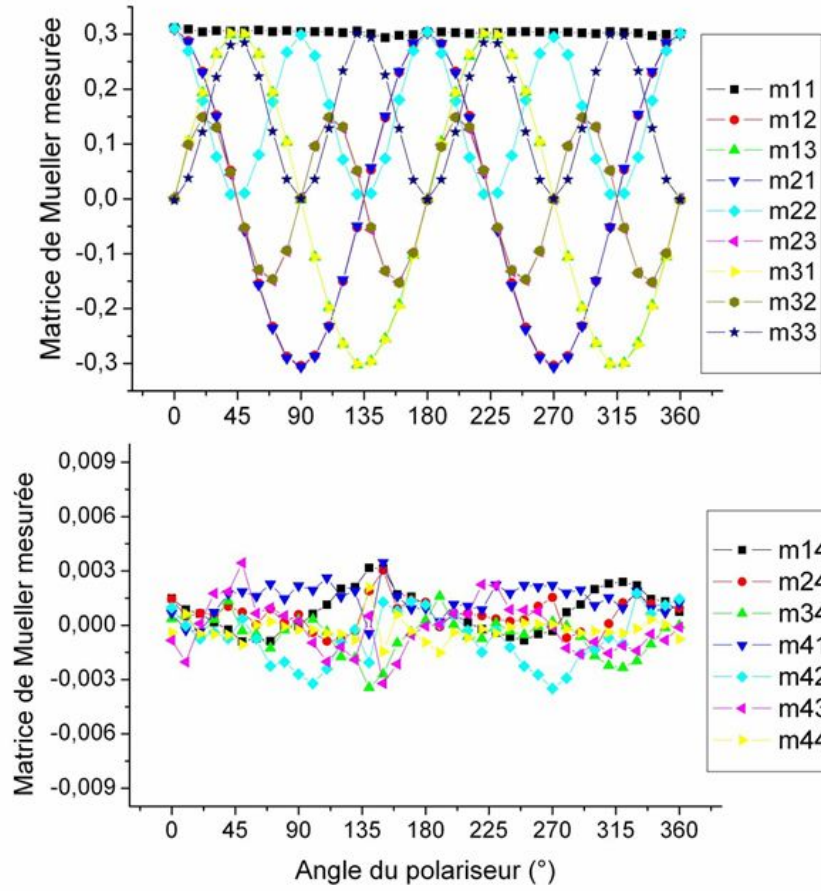 Matrice de Mueller mesurée
0,3
0,2
0,1
0,0
-0,1
-0,2
-0,3
0 45 90 135 180 225 270 315 360
m11
m12
m13
m21
m22
m23
m31
m32
m33
Matrice de Mueller mesurée
0,009
0,006
0,003
0,000
-0,003
-0,006
-0,009
0 45 90 135 180 225 270 315 360
Angle du polariseur (°)
m14
m24
m34
m41
m42
m43
m44